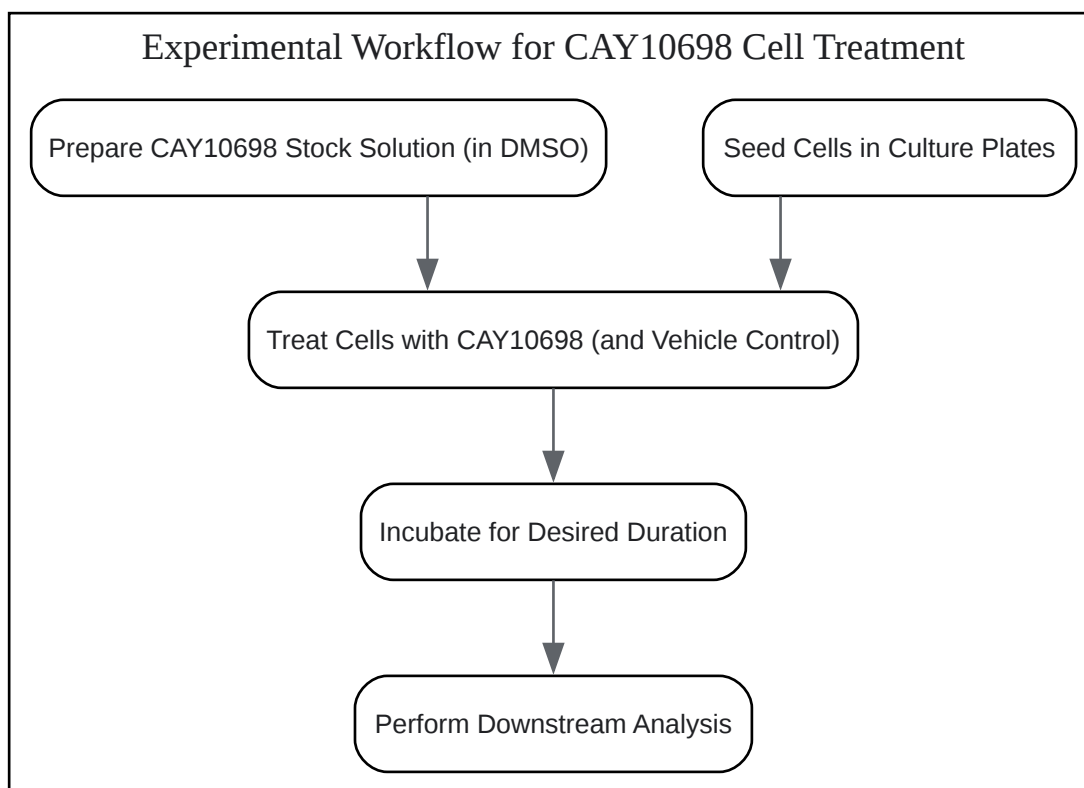 Experimental Workflow for CAY10698 Cell Treatment
Prepare CAY10698 Stock Solution (in DMSO)
Seed Cells in Culture Plates
Treat Cells with CAY10698 (and Vehicle Control)
Incubate for Desired Duration
Perform Downstream Analysis